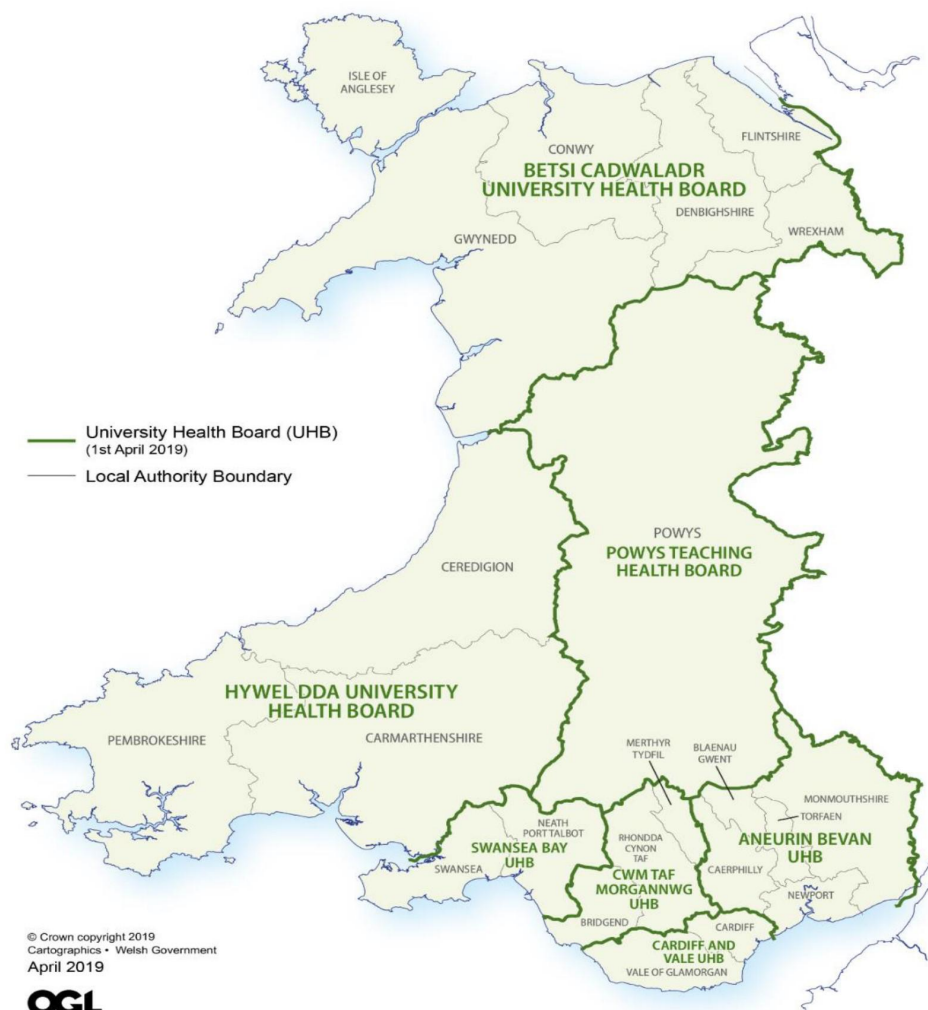 ISLE OF
ANGLESEY
FLINTSHIRE
CONWY
BETSI CADWALADR
UNIVERSITY HEALTH BOARD
DENBIGHSHIRE
WREXHAM
GWYNEDD
University Health Board (UHB)
(1st April 2019)
Local Authority Boundary
POWYS
POWYS TEACHING
HEALTH BOARD
CEREDIGION
HYWEL DDA UNIVERSITY
HEALTH BOARD
PEMBROKESHIRE
CARMARTHENSHIRE
MERTHYR
TYDFIL
BLAENAU
GWENT
MONMOUTHSHIRE
TORFAEN
NEATH
PORT TALBOT
SWANSEA BAY
UHB
SWANSEA
RHONDDA
CYNON
TAF
CWM TAF
MORGANNWG
UHB
ANEURIN BEVAN
UHB
CAERPHILLY
NEWPORT
BRIDGEND
CARDIFF
CARDIFF AND
VALE UHB
VALE OF GLAMORGAN
© Crown copyright 2019
Cartographics • Welsh Government
April 2019
OGL